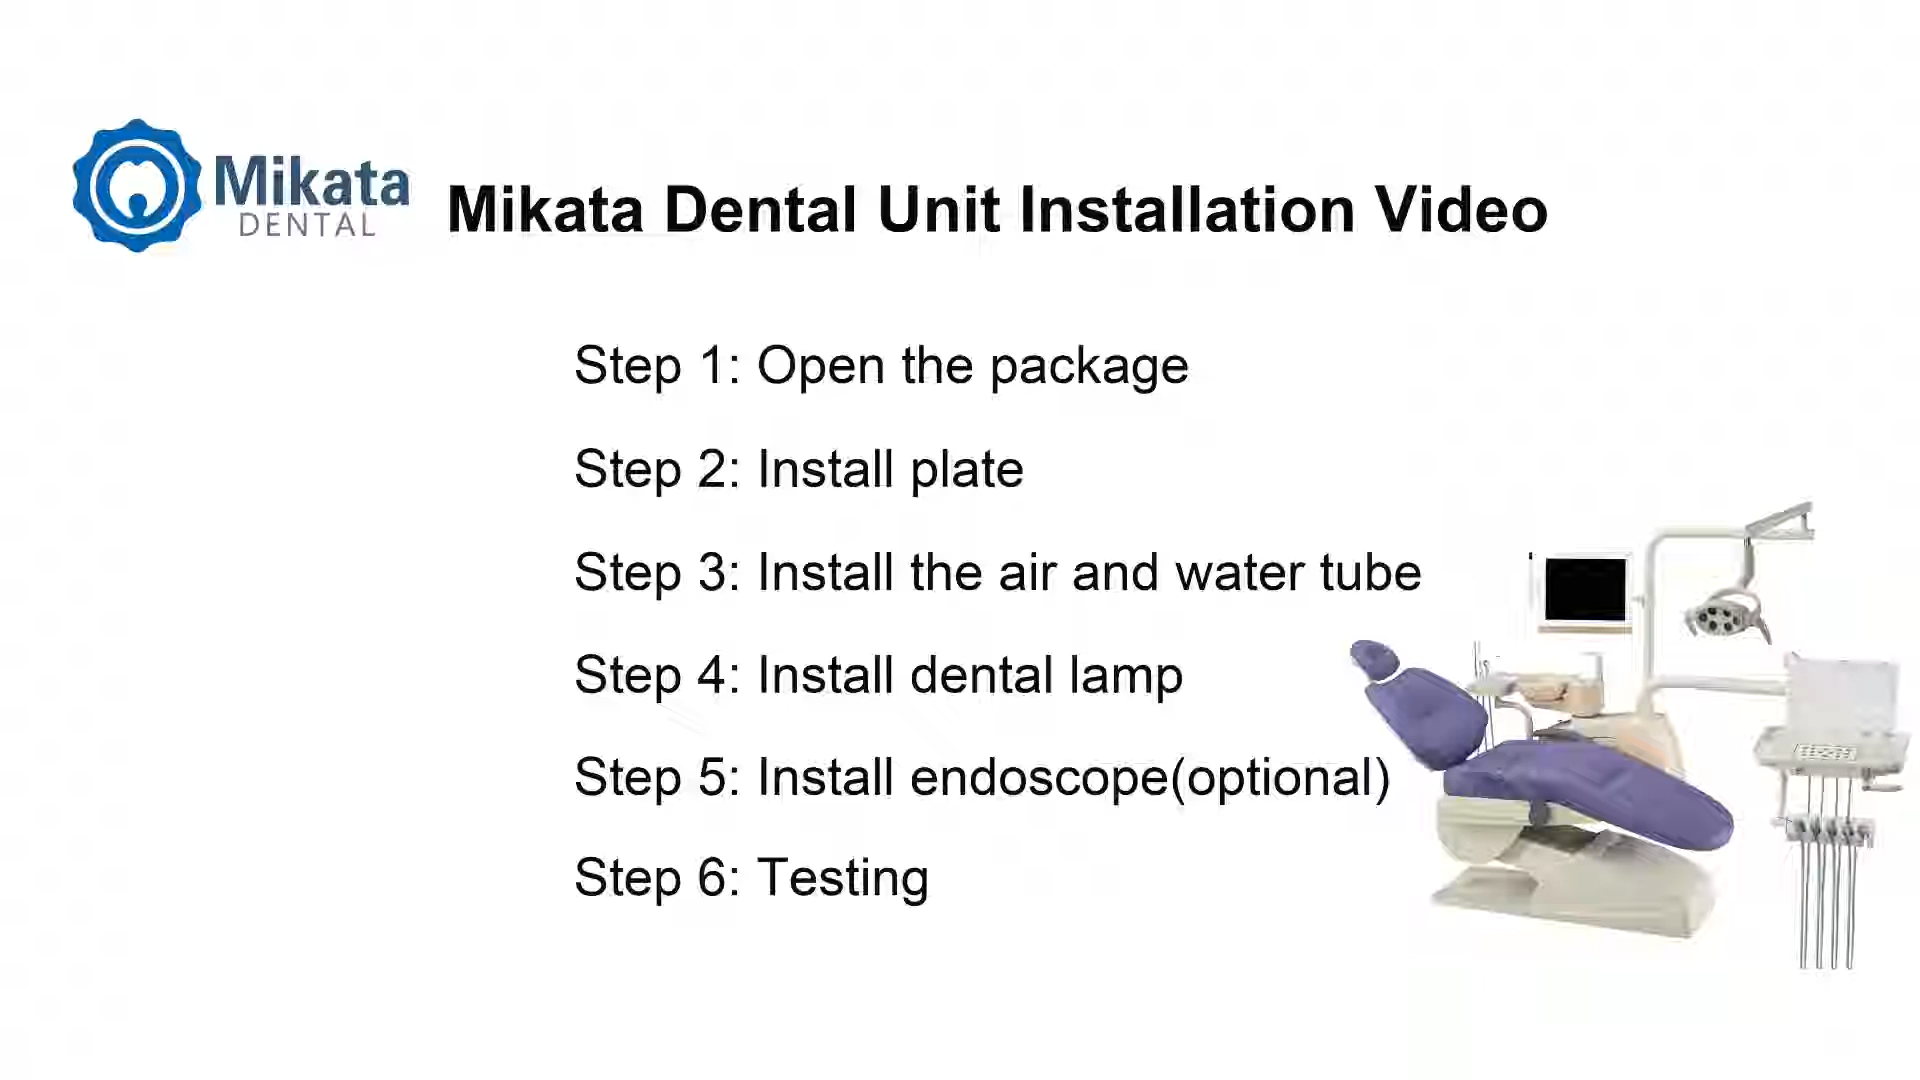 Mikata
DENTAL
Mikata Dental Unit Installation Video
Step 1: Open the package
Step 2: Install plate
Step 3: Install the air and water tube
Step 4: Install dental lamp
Step 5: Install endoscope(optional)
Step 6: Testing